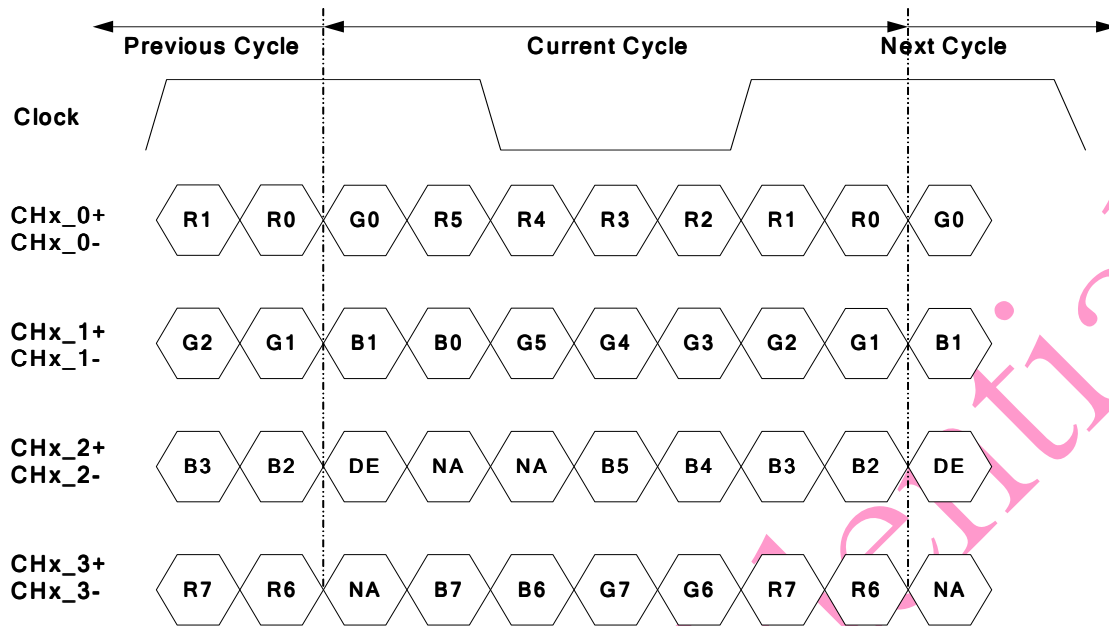 Previous Cycle Current Cycle Next Cycle
Clock
CHx_0+
CHx_0-
R1 R0 G0 R5 R4 R3 R2 R1 R0 G0
CHx_1+
CHx_1-
G2 G1 B1 B0 G5 G4 G3 G2 G1 B1
CHx_2+
CHx_2-
B3 B2 DE NA NA B5 B4 B3 B2 DE
CHx_3+
CHx_3-
R7 R6 NA B7 B6 G7 G6 R7 R6 NA
enti